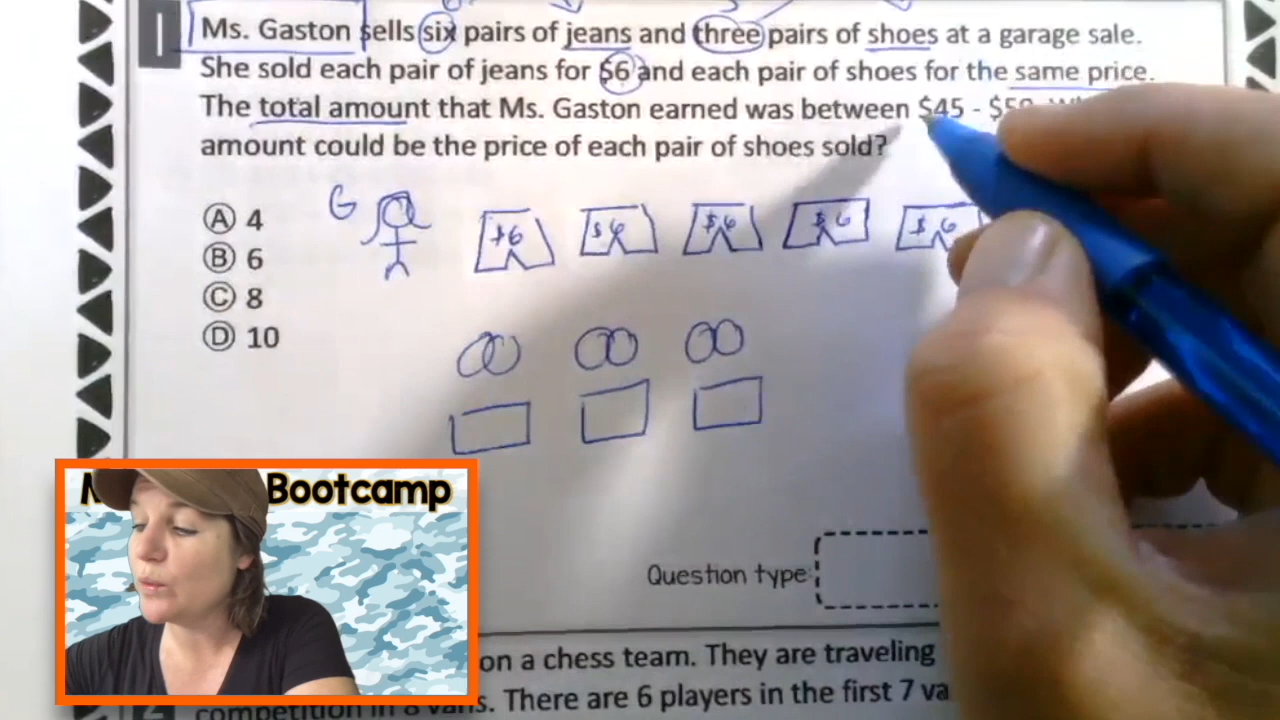 Ms. Gaston sells six pairs of jeans and three pairs of shoes at a garage sale.
She sold each pair of jeans for $6 and each pair of shoes for the same price.
The total amount that Ms. Gaston earned was between $45 -
amount could be the price of each pair of shoes sold?
Ⓐ 4
Ⓑ 6
Ⓒ 8
Ⓓ 10
G
$6 $6 $6 $6 $6
Bootcamp
Question type:
on a chess team. They are traveling
competition in 8 vans. There are 6 players in the first 7